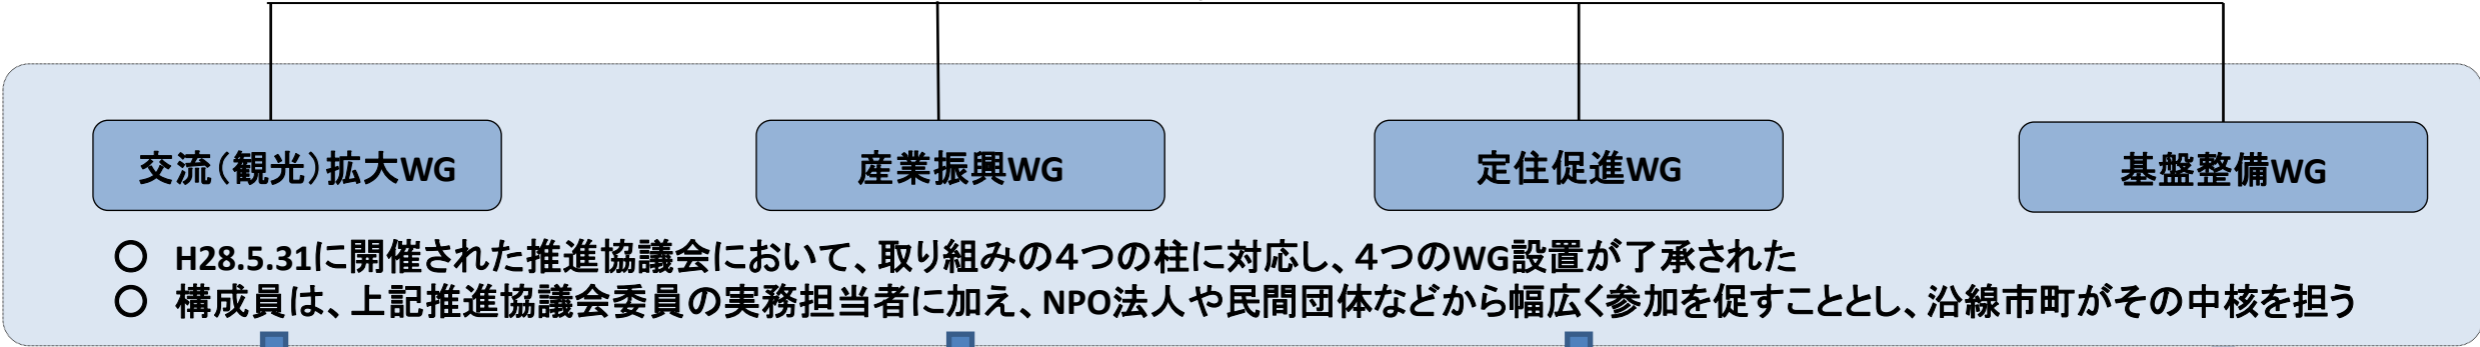 交流(観光)拡大WG
産業振興WG
定住促進WG
基盤整備WG
○ H28.5.31に開催された推進協議会において、取り組みの4つの柱に対応し、4つのWG設置が了承された
○ 構成員は、上記推進協議会委員の実務担当者に加え、NPO法人や民間団体などから幅広く参加を促すこととし、沿線市町がその中核を担う